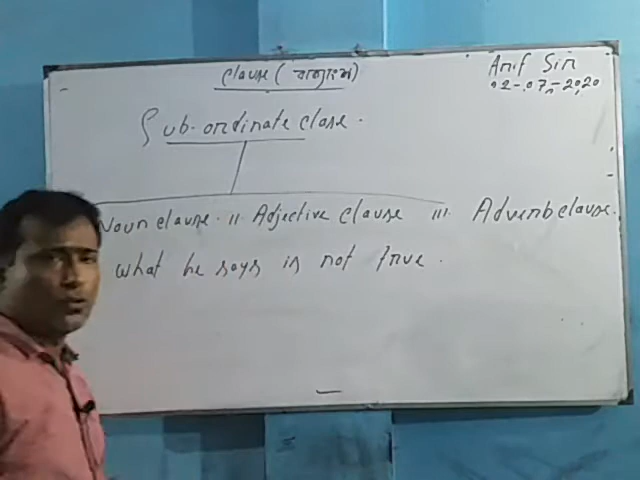 Clause (বাক্যাংশ)
Arif Sir
02-07-2020
Sub-ordinate clase.
Noun clause. ii. Adjective clause iii. Adverb clause.
What he says is not true.